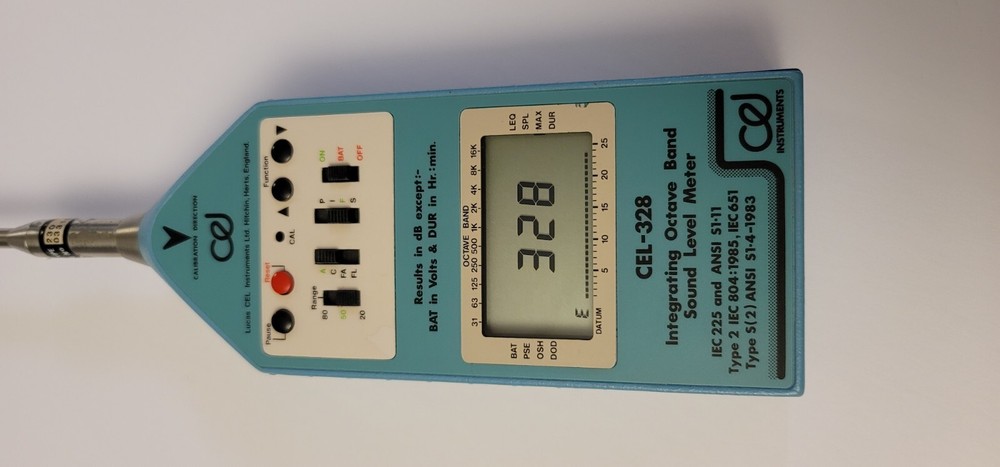 CALIBRATION DIRECTION
cel
Lucas CEL Instruments Ltd. Hitchin, Herts, England.
Pause Reset CAL Function
Range
80 60 20
A C FA FL
P I F S
ON BAT OFF
Results in dB except:-
BAT in Volts & DUR in Hr.:min.
OCTAVE BAND
31 63 125 250 500 1K 2K 4K 8K 16K
BAT
PSE
OSH
DOD
328
LEQ
SPL
MAX
DUR
DATUM 5 10 15 20 25
CEL-328
Integrating Octave Band
Sound Level Meter
IEC 225 and ANSI S1·11
Type 2 IEC 804:1985, IEC 651
Type S(2) ANSI S1·4-1983
cel
INSTRUMENTS